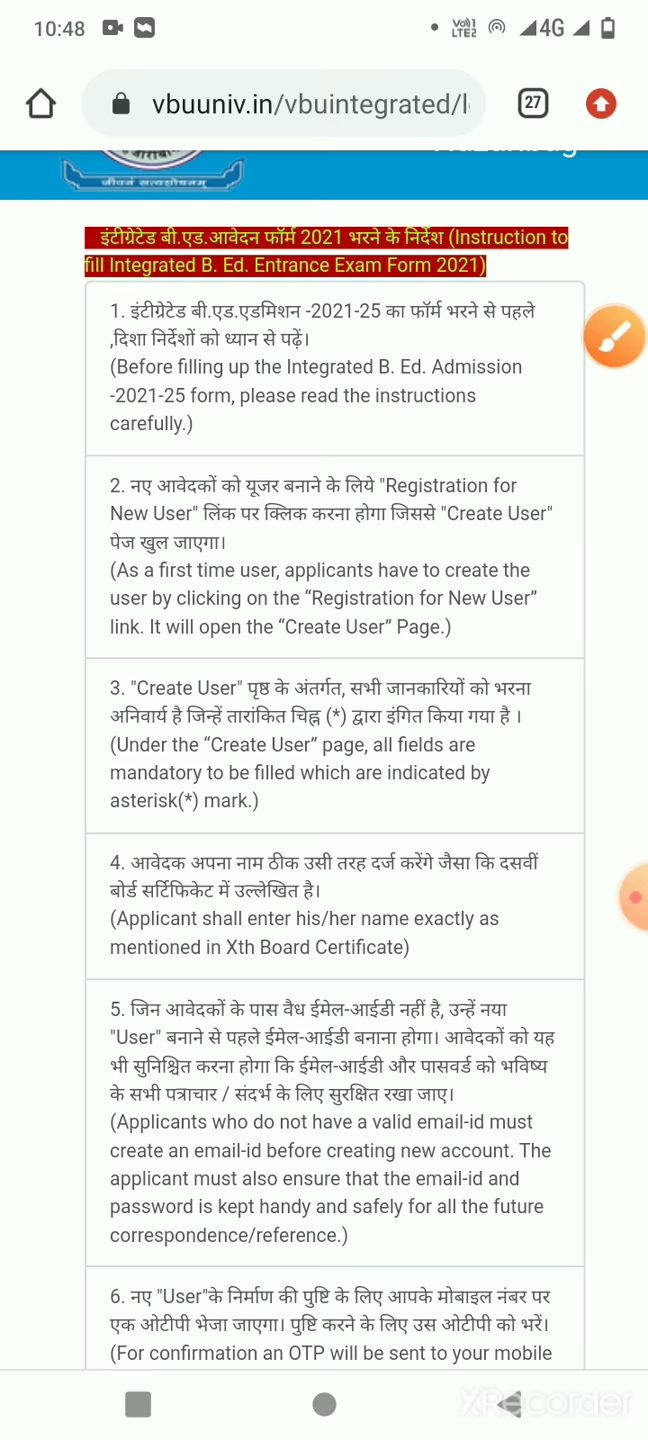 10:48
Vo)) 1
LTE2
4G
vbuuniv.in/vbuintegrated/l
27
जीवनं सत्यशोधनम्
इंटीग्रेटेड बी.एड.आवेदन फॉर्म 2021 भरने के निर्देश (Instruction to
fill Integrated B. Ed. Entrance Exam Form 2021)
1. इंटीग्रेटेड बी.एड.एडमिशन -2021-25 का फॉर्म भरने से पहले
,दिशा निर्देशों को ध्यान से पढ़ें।
(Before filling up the Integrated B. Ed. Admission
-2021-25 form, please read the instructions
carefully.)
2. नए आवेदकों को यूजर बनाने के लिये "Registration for
New User" लिंक पर क्लिक करना होगा जिससे "Create User"
पेज खुल जाएगा।
(As a first time user, applicants have to create the
user by clicking on the “Registration for New User”
link. It will open the “Create User” Page.)
3. "Create User" पृष्ठ के अंतर्गत, सभी जानकारियों को भरना
अनिवार्य है जिन्हें तारांकित चिह्न (*) द्वारा इंगित किया गया है ।
(Under the “Create User” page, all fields are
mandatory to be filled which are indicated by
asterisk(*) mark.)
4. आवेदक अपना नाम ठीक उसी तरह दर्ज करेंगे जैसा कि दसवीं
बोर्ड सर्टिफिकेट में उल्लेखित है।
(Applicant shall enter his/her name exactly as
mentioned in Xth Board Certificate)
5. जिन आवेदकों के पास वैध ईमेल-आईडी नहीं है, उन्हें नया
"User" बनाने से पहले ईमेल-आईडी बनाना होगा। आवेदकों को यह
भी सुनिश्चित करना होगा कि ईमेल-आईडी और पासवर्ड को भविष्य
के सभी पत्राचार / संदर्भ के लिए सुरक्षित रखा जाए।
(Applicants who do not have a valid email-id must
create an email-id before creating new account. The
applicant must also ensure that the email-id and
password is kept handy and safely for all the future
correspondence/reference.)
6. नए "User"के निर्माण की पुष्टि के लिए आपके मोबाइल नंबर पर
एक ओटीपी भेजा जाएगा। पुष्टि करने के लिए उस ओटीपी को भरें।
(For confirmation an OTP will be sent to your mobile
XRecorder